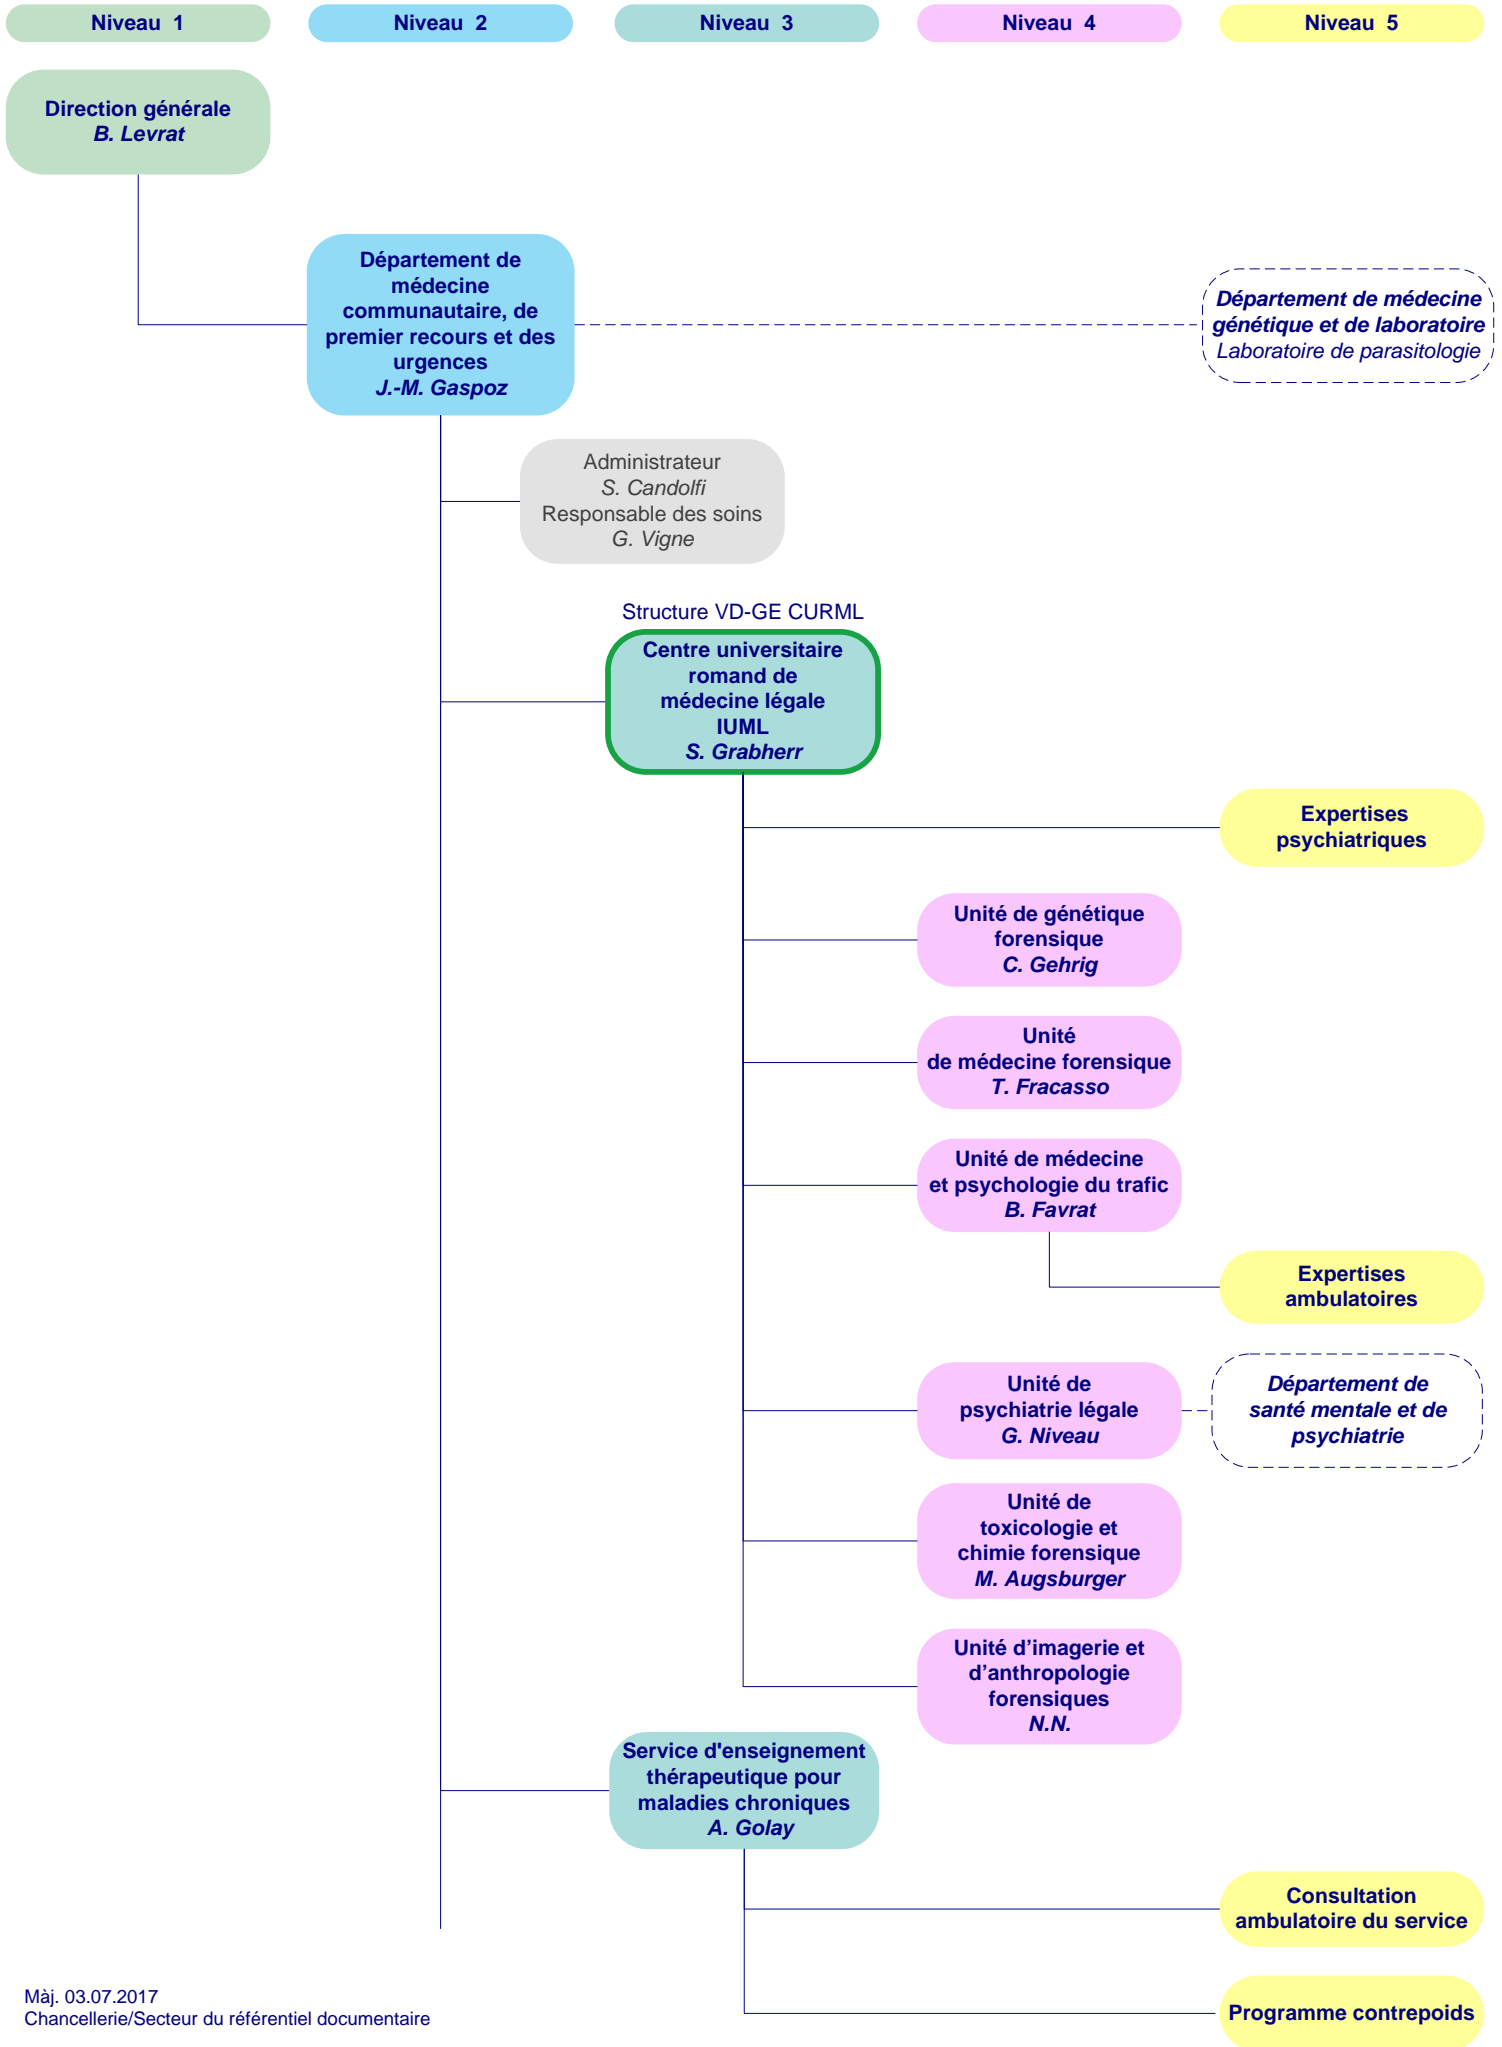 Niveau  1
Niveau  2
Niveau  3
Niveau  4
Niveau  5
Direction générale
B. Levrat
Département de
médecine
communautaire, de
premier recours et des
urgences
J.-M. Gaspoz
Département de médecine
génétique et de laboratoire
Laboratoire de parasitologie
Administrateur
S. Candolfi
Responsable des soins
G. Vigne
Structure VD-GE CURML
Centre universitaire
romand de
médecine légale
IUML
S. Grabherr
Expertises
psychiatriques
Unité de génétique
forensique
C. Gehrig
Unité
de médecine forensique
T. Fracasso
Unité de médecine
et psychologie du trafic
B. Favrat
Expertises
ambulatoires
Unité de
psychiatrie légale
G. Niveau
Département de
santé mentale et de
psychiatrie
Unité de
toxicologie et
chimie forensique
M. Augsburger
Unité d’imagerie et
d’anthropologie
forensiques
N.N.
Service d'enseignement
thérapeutique pour
maladies chroniques
A. Golay
Consultation
ambulatoire du service
Programme contrepoids
Màj. 03.07.2017
Chancellerie/Secteur du référentiel documentaire